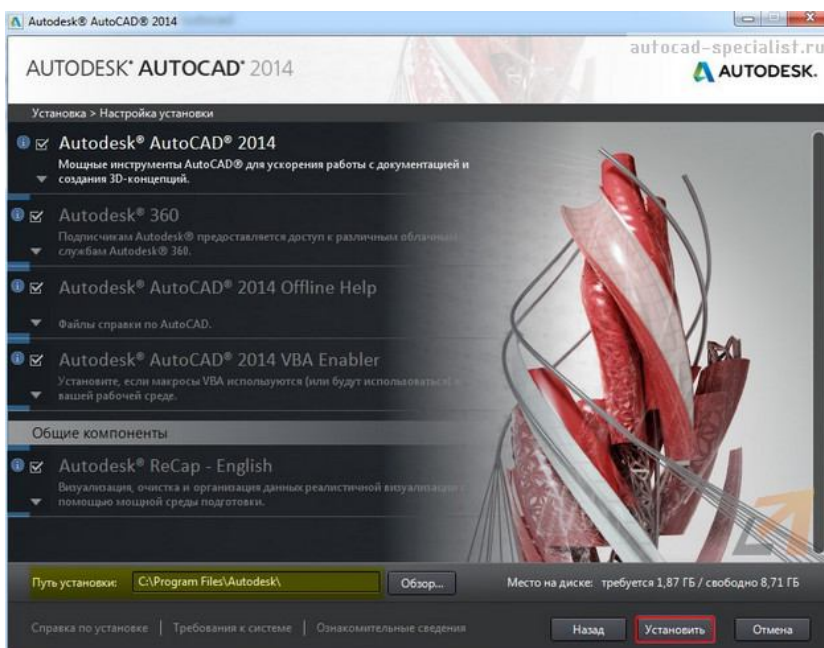 Autodesk® AutoCAD® 2014
autocad-specialist.ru
AUTODESK® AUTOCAD® 2014
AUTODESK.
Установка > Настройка установки
Autodesk® AutoCAD® 2014
Мощные инструменты AutoCAD® для ускорения работы с документацией и
создания 3D-концепций.
Autodesk® 360
Подписчикам Autodesk® предоставляется доступ к различным облачным
службам Autodesk® 360.
Autodesk® AutoCAD® 2014 Offline Help
Файлы справки по AutoCAD.
Autodesk® AutoCAD® 2014 VBA Enabler
Установите, если макросы VBA используются (или будут использоваться) в
вашей рабочей среде.
Общие компоненты
Autodesk® ReCap - English
Визуализация, очистка и организация данных реалистичной визуализации с
помощью мощной среды подготовки.
Путь установки: C:\Program Files\Autodesk\ Обзор... Место на диске: требуется 1,87 ГБ / свободно 8,71 ГБ
Справка по установке | Требования к системе | Ознакомительные сведения Назад Установить Отмена